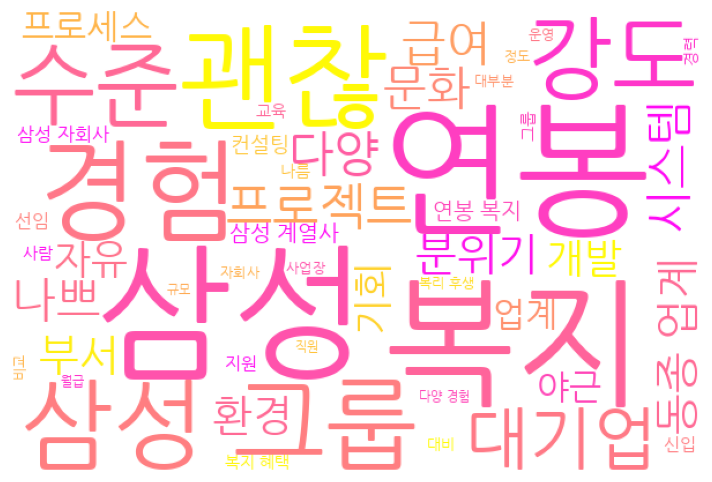 프로세스
괜찮
급여
강도
운영
경력
정도
수준
문화
대부분
교육
그룹
삼성 자회사
컨설팅
다양
연봉
시스템
경험
나름
프로젝트
연봉 복지
선임
삼성 계열사
분위기
개발
사람
자유
삼성
자회사
사업장
기회
복리 후생
복지
업계
동종 업계
나쁘
규모
부서
지원
직원
비교
월급
야근
다양 경험
삼성 그룹
환경
대기업
대비
신입
복지 혜택